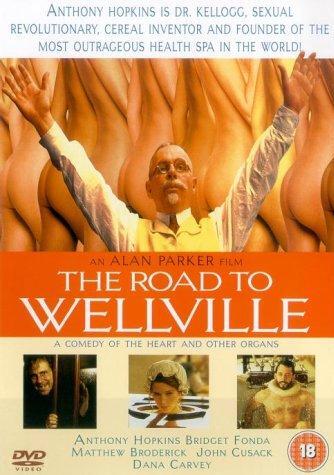 ANTHONY HOPKINS IS DR. KELLOGG, SEXUAL
REVOLUTIONARY, CEREAL INVENTOR AND FOUNDER OF THE
MOST OUTRAGEOUS HEALTH SPA IN THE WORLD!
AN ALAN PARKER FILM
THE ROAD TO
WELLVILLE
A COMEDY OF THE HEART AND OTHER ORGANS
ANTHONY HOPKINS BRIDGET FONDA
MATTHEW BRODERICK JOHN CUSACK
DANA CARVEY
DVD
VIDEO
18